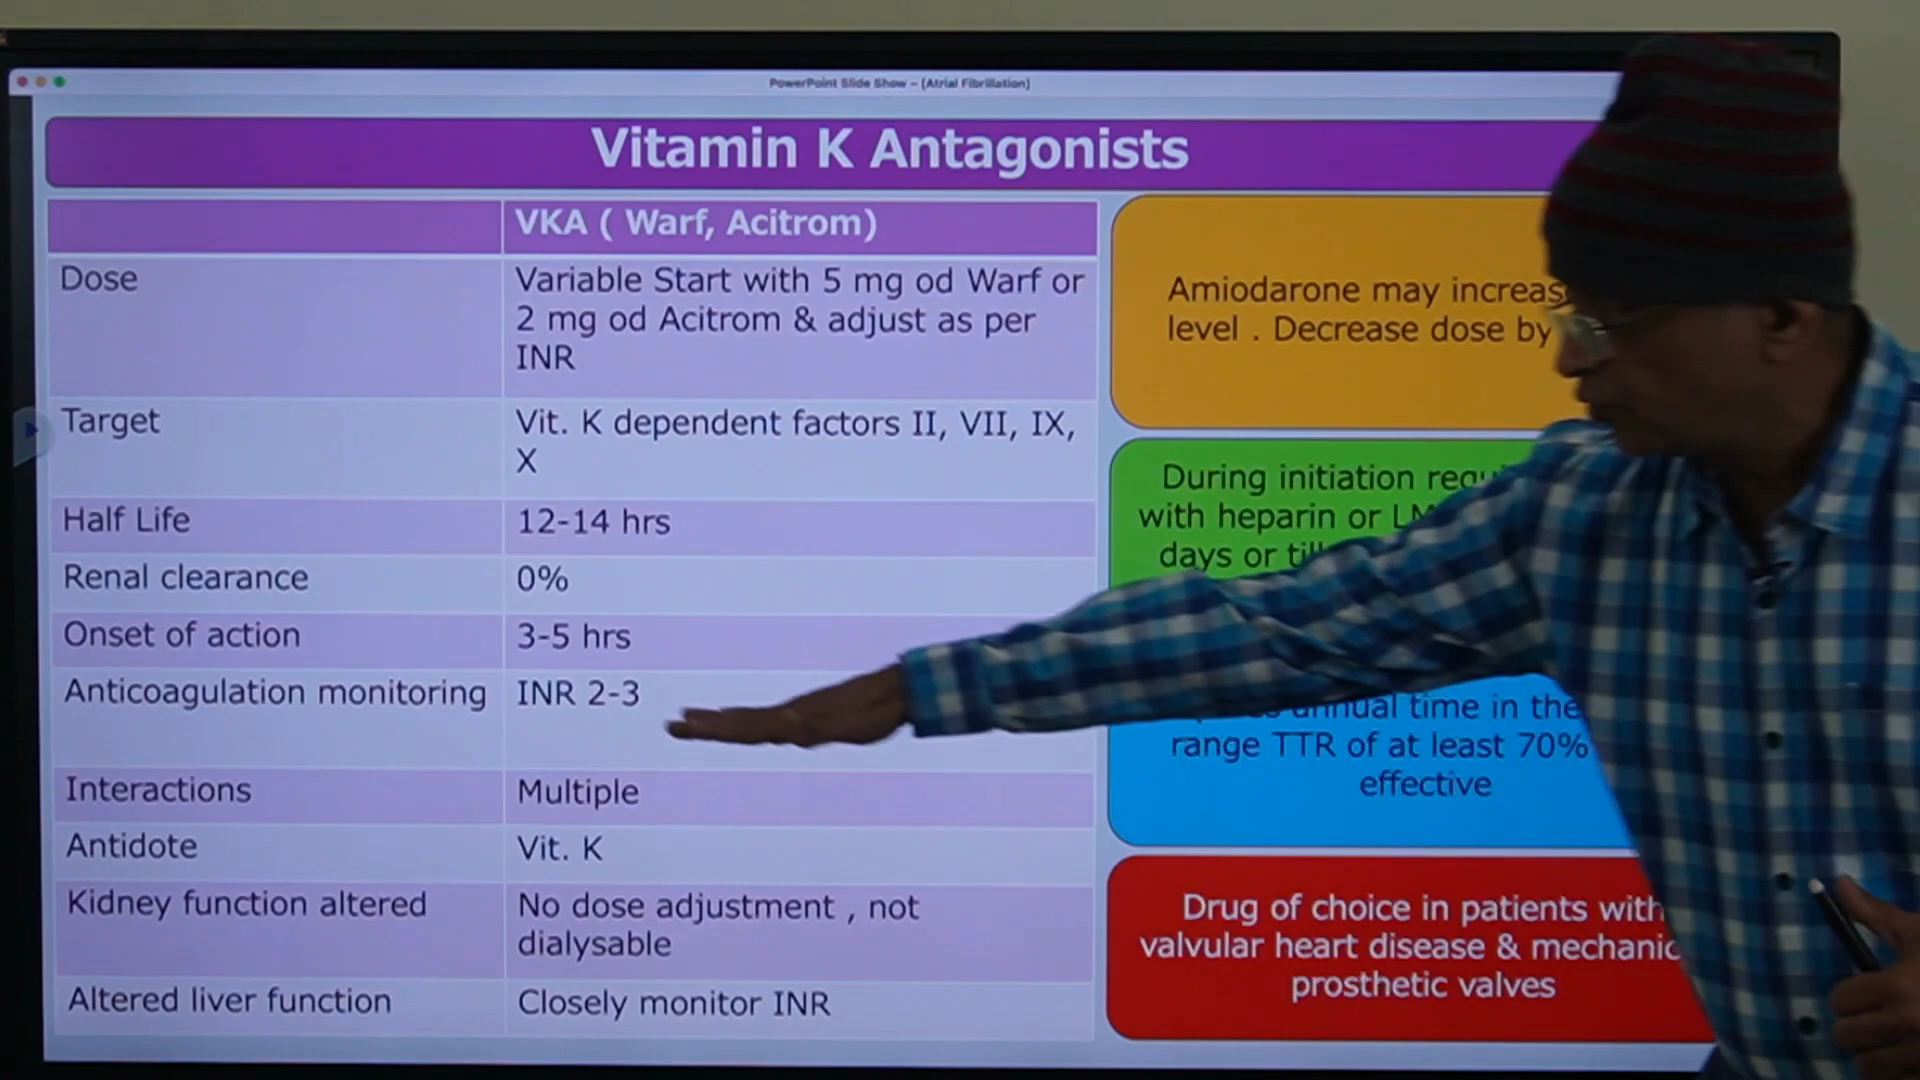 PowerPoint Slide Show – [Atrial Fibrillation]
Vitamin K Antagonists
VKA ( Warf, Acitrom)
Dose
Variable Start with 5 mg od Warf or
2 mg od Acitrom & adjust as per
INR
Target
Vit. K dependent factors II, VII, IX,
X
Half Life
12-14 hrs
Renal clearance
0%
Onset of action
3-5 hrs
Anticoagulation monitoring
INR 2-3
Interactions
Multiple
Antidote
Vit. K
Kidney function altered
No dose adjustment , not
dialysable
Altered liver function
Closely monitor INR
Amiodarone may
level . Decrease dose by
During initiation
with heparin or
days or
annual time in the
range TTR of at least 70%
effective
Drug of choice in patients with
valvular heart disease &
prosthetic valves